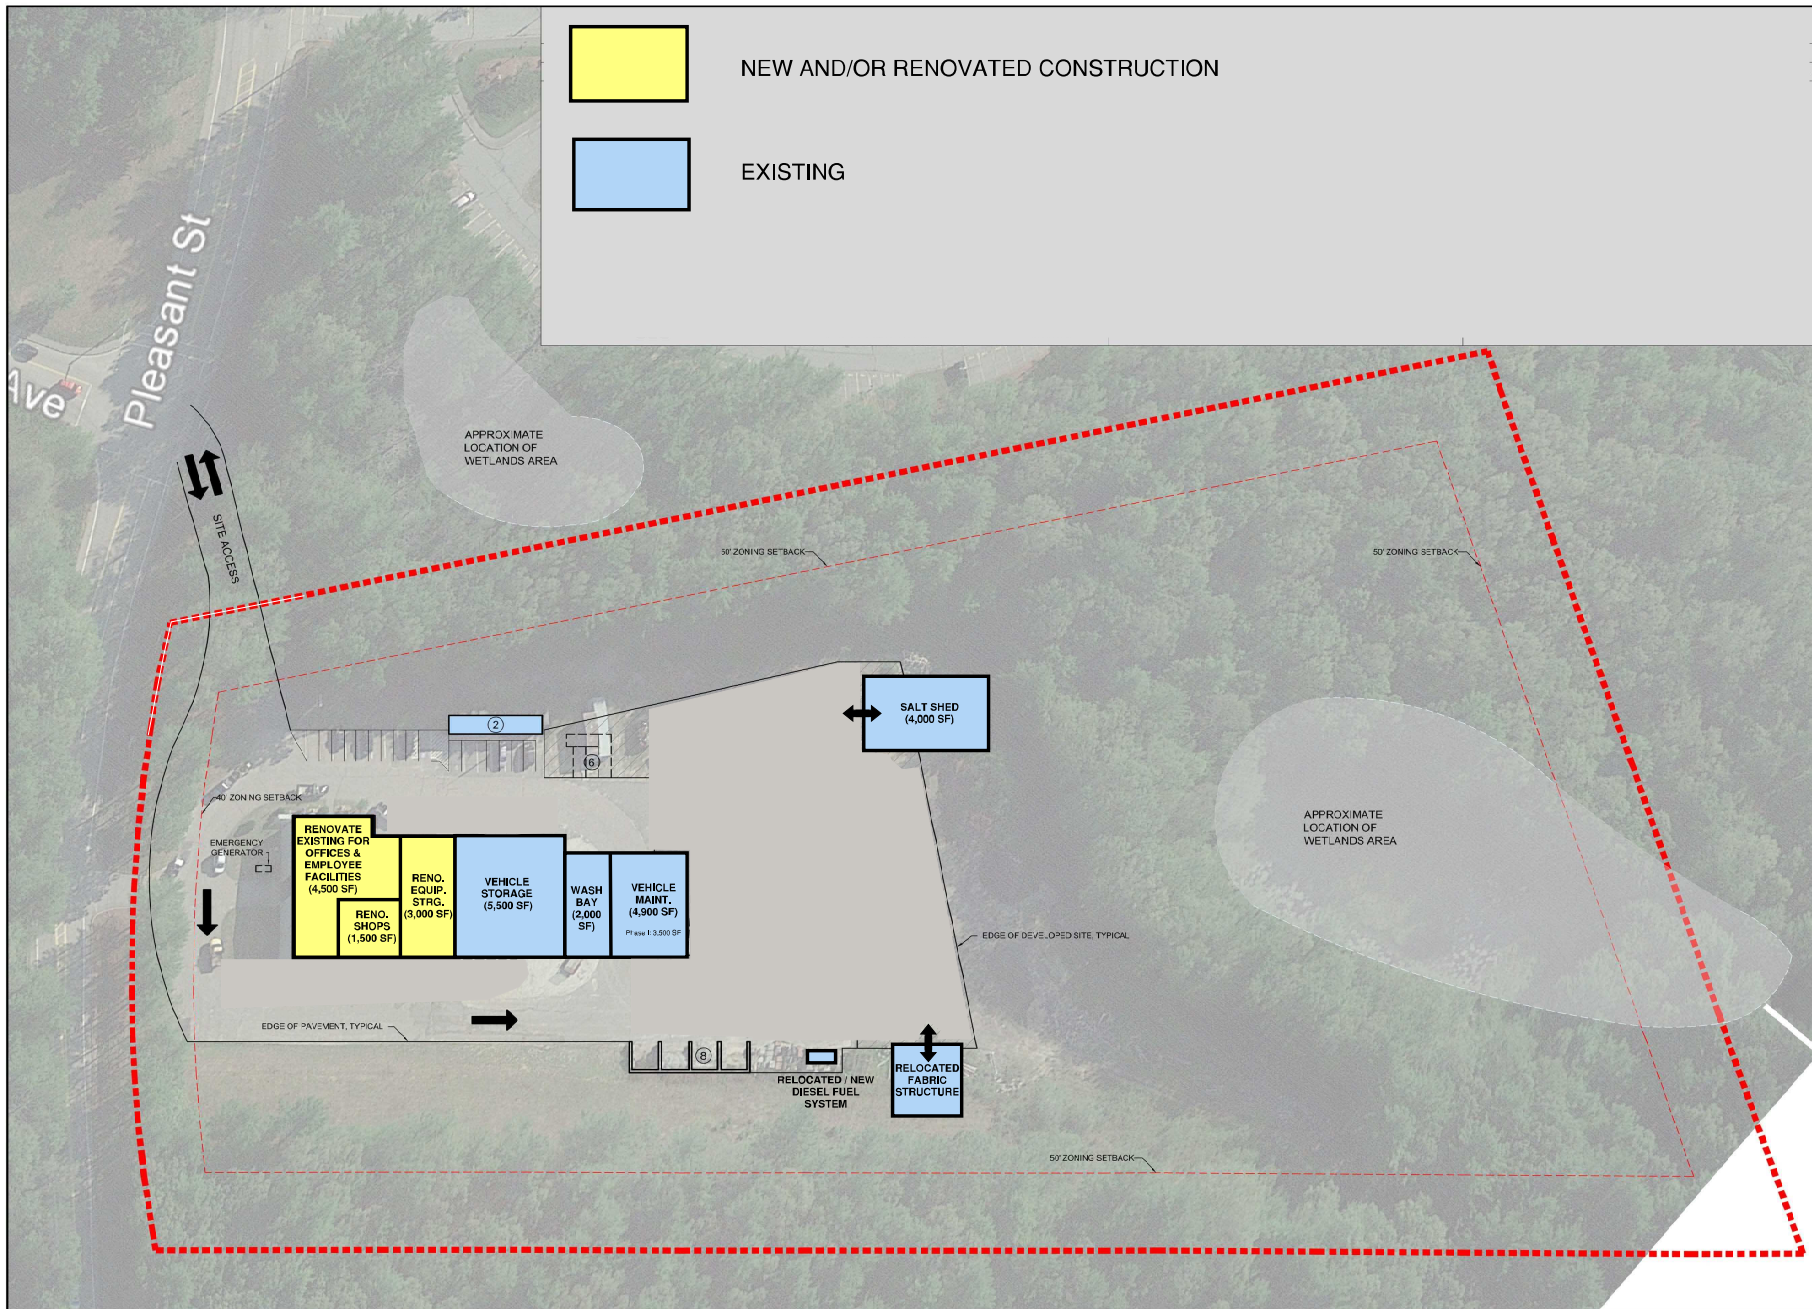 NEW AND/OR RENOVATED CONSTRUCTION
EXISTING
Pleasant St
Ave
APPROXIMATE
LOCATION OF
WETLANDS AREA
SITE ACCESS
50' ZONING SETBACK
50' ZONING SETBACK
SALT SHED
(4,000 SF)
2
6
40' ZONING SETBACK
EMERGENCY
GENERATOR
RENOVATE
EXISTING FOR
OFFICES &
EMPLOYEE
FACILITIES
(4,500 SF)
RENO.
SHOPS
(1,500 SF)
RENO.
EQUIP.
STRG.
(3,000 SF)
VEHICLE
STORAGE
(5,500 SF)
WASH
BAY
(2,000
SF)
VEHICLE
MAINT.
(4,900 SF)
Phase I: 3,500 SF
APPROXIMATE
LOCATION OF
WETLANDS AREA
EDGE OF DEVELOPED SITE, TYPICAL
EDGE OF PAVEMENT, TYPICAL
8
RELOCATED / NEW
DIESEL FUEL
SYSTEM
RELOCATED
FABRIC
STRUCTURE
50' ZONING SETBACK